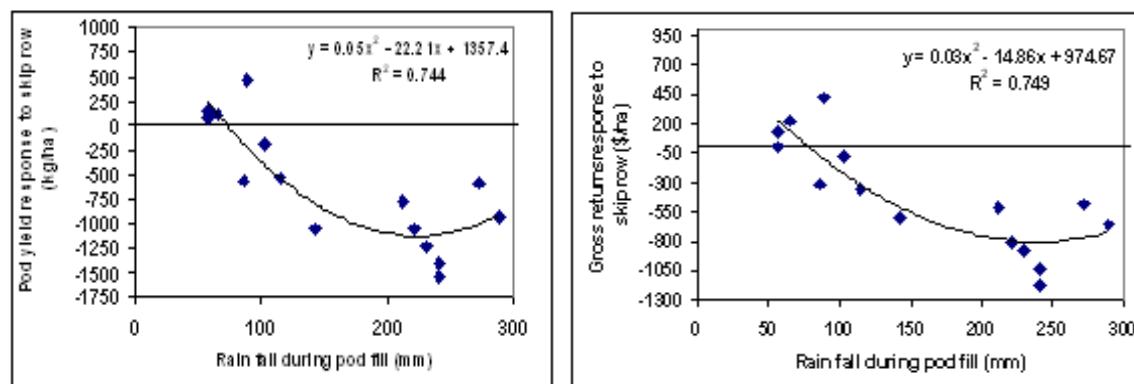 1000
750
500
250
0
-250
-500
-750
-1000
-1250
-1500
-1750
Pod yield response to skip row
(kg/ha)
y = 0.05x² - 22.21x + 1357.4
R² = 0.744
0 100 200 300
Rain fall during pod fill (mm)
950
700
450
200
-50
-300
-550
-800
-1050
-1300
Gross returns response to
skip row ($/ha)
y = 0.03x² - 14.86x + 974.67
R² = 0.749
0 50 100 150 200 250 300
Rain fall during pod fill (mm)